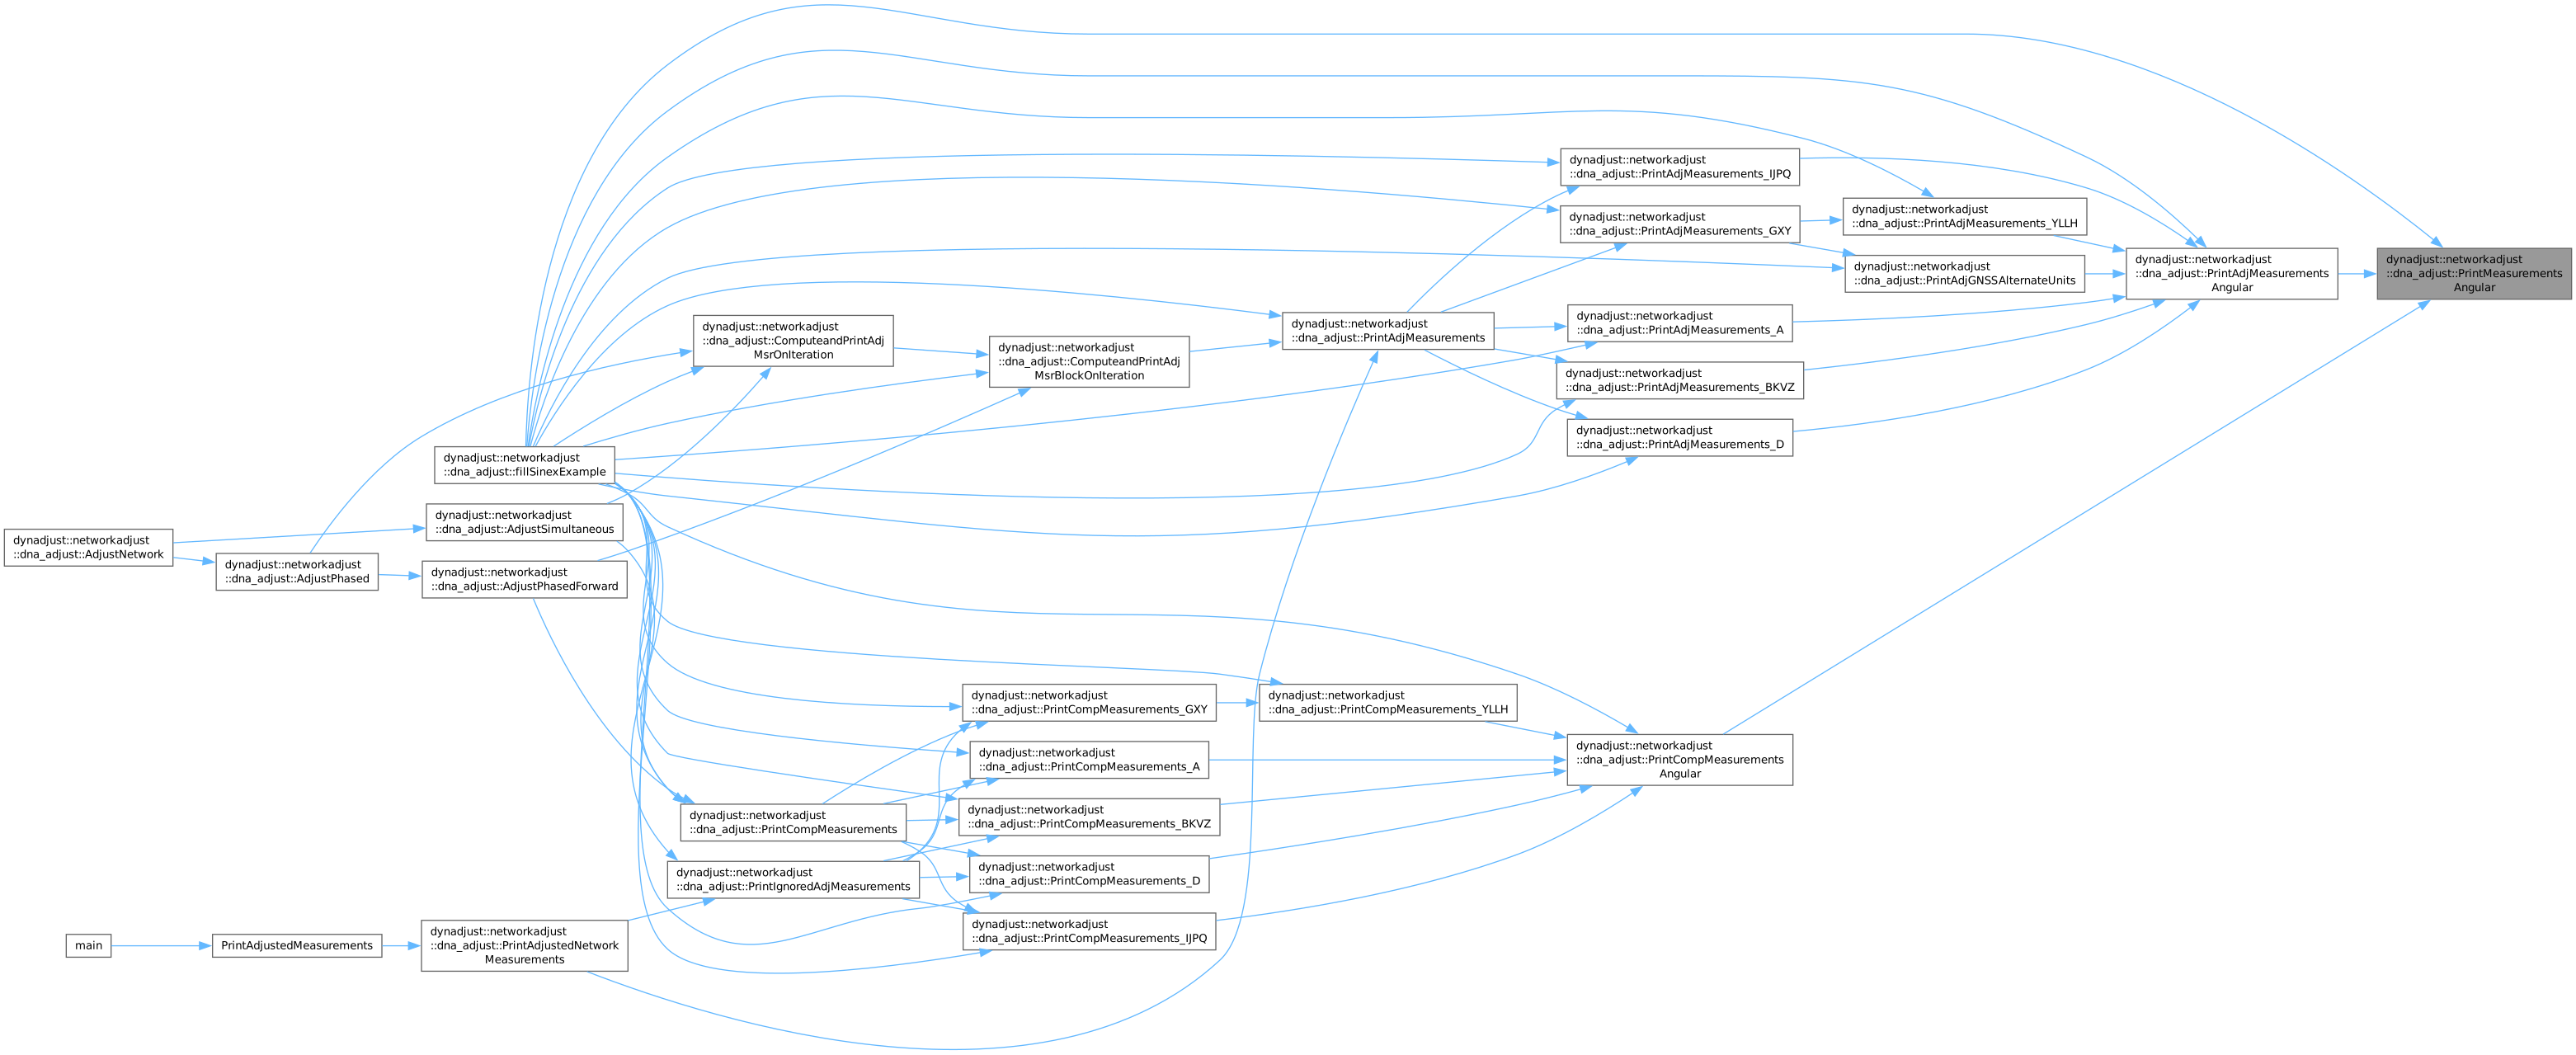 dynadjust::networkadjust
::dna_adjust::PrintAdjMeasurements_IJPQ
dynadjust::networkadjust
::dna_adjust::PrintAdjMeasurements_YLLH
dynadjust::networkadjust
::dna_adjust::PrintAdjMeasurements_GXY
dynadjust::networkadjust
::dna_adjust::PrintMeasurements
Angular
dynadjust::networkadjust
::dna_adjust::PrintAdjMeasurements
Angular
dynadjust::networkadjust
::dna_adjust::PrintAdjGNSSAlternateUnits
dynadjust::networkadjust
::dna_adjust::PrintAdjMeasurements_A
dynadjust::networkadjust
::dna_adjust::PrintAdjMeasurements
dynadjust::networkadjust
::dna_adjust::ComputeandPrintAdj
MsrOnIteration
dynadjust::networkadjust
::dna_adjust::ComputeandPrintAdj
MsrBlockOnIteration
dynadjust::networkadjust
::dna_adjust::PrintAdjMeasurements_BKVZ
dynadjust::networkadjust
::dna_adjust::PrintAdjMeasurements_D
dynadjust::networkadjust
::dna_adjust::fillSinexExample
dynadjust::networkadjust
::dna_adjust::AdjustSimultaneous
dynadjust::networkadjust
::dna_adjust::AdjustNetwork
dynadjust::networkadjust
::dna_adjust::AdjustPhased
dynadjust::networkadjust
::dna_adjust::AdjustPhasedForward
dynadjust::networkadjust
::dna_adjust::PrintCompMeasurements_GXY
dynadjust::networkadjust
::dna_adjust::PrintCompMeasurements_YLLH
dynadjust::networkadjust
::dna_adjust::PrintCompMeasurements
Angular
dynadjust::networkadjust
::dna_adjust::PrintCompMeasurements_A
dynadjust::networkadjust
::dna_adjust::PrintCompMeasurements_BKVZ
dynadjust::networkadjust
::dna_adjust::PrintCompMeasurements
dynadjust::networkadjust
::dna_adjust::PrintCompMeasurements_D
dynadjust::networkadjust
::dna_adjust::PrintIgnoredAdjMeasurements
dynadjust::networkadjust
::dna_adjust::PrintCompMeasurements_IJPQ
dynadjust::networkadjust
::dna_adjust::PrintAdjustedNetwork
Measurements
PrintAdjustedMeasurements
main